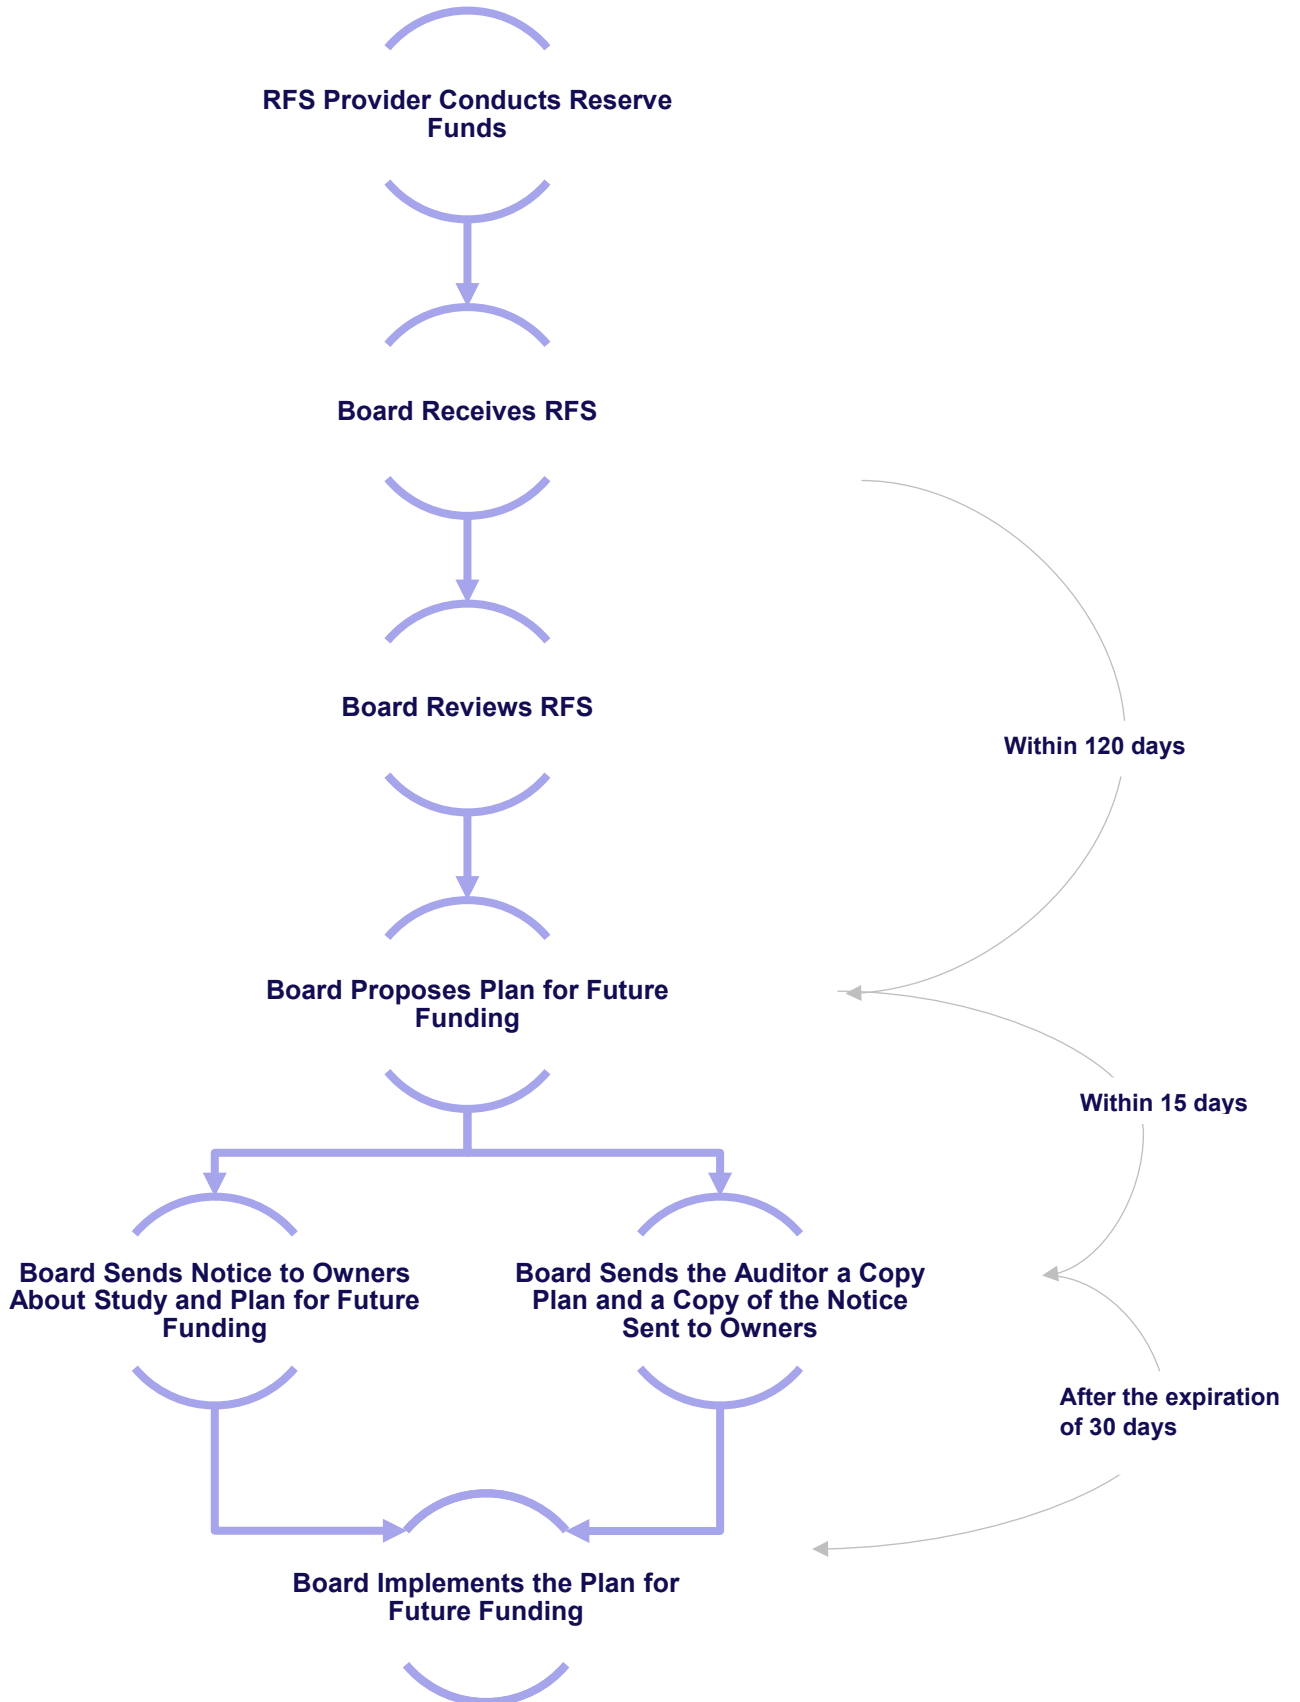 RFS Provider Conducts Reserve
Funds
Board Receives RFS
Board Reviews RFS
Within 120 days
Board Proposes Plan for Future
Funding
Within 15 days
Board Sends Notice to Owners
About Study and Plan for Future
Funding
Board Sends the Auditor a Copy
Plan and a Copy of the Notice
Sent to Owners
After the expiration
of 30 days
Board Implements the Plan for
Future Funding